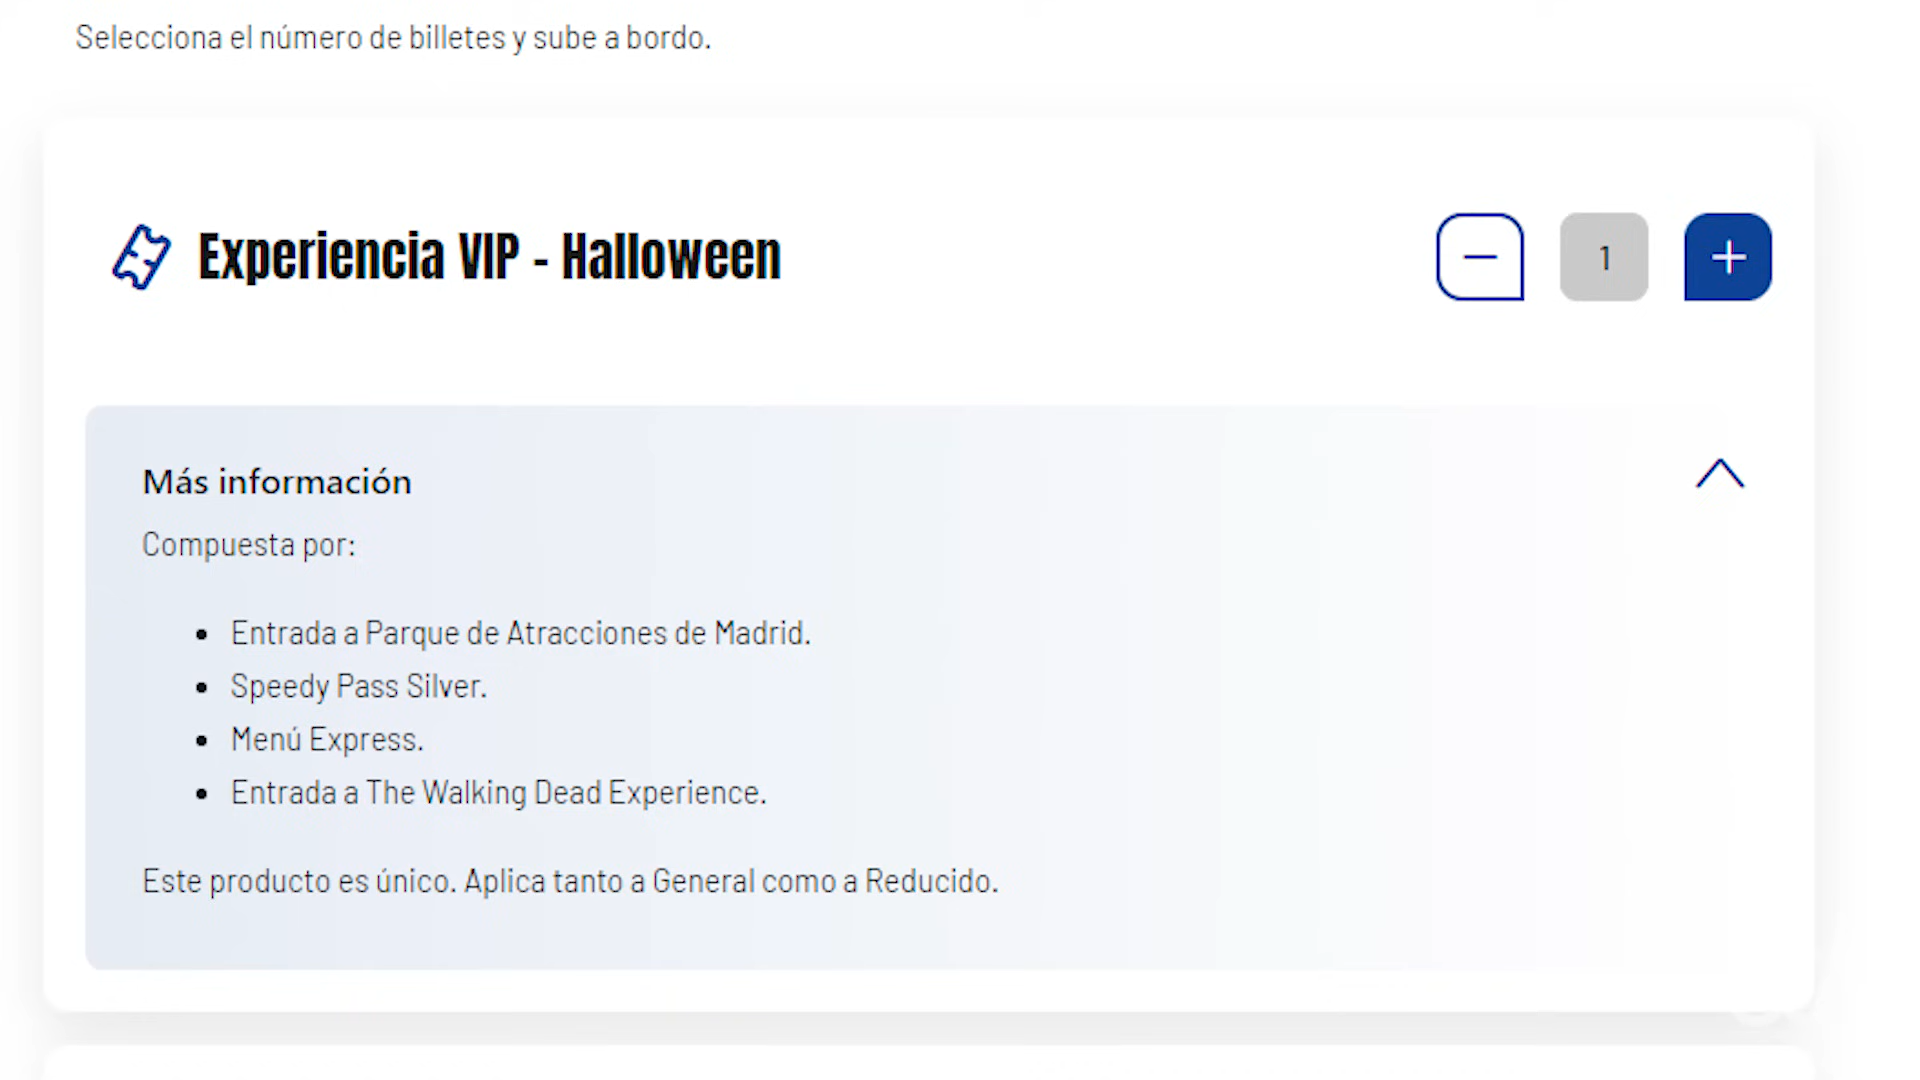 Selecciona el número de billetes y sube a bordo.
Experiencia VIP - Halloween
1
Más información
Compuesta por:
Entrada a Parque de Atracciones de Madrid.
Speedy Pass Silver.
Menú Express.
Entrada a The Walking Dead Experience.
Este producto es único. Aplica tanto a General como a Reducido.